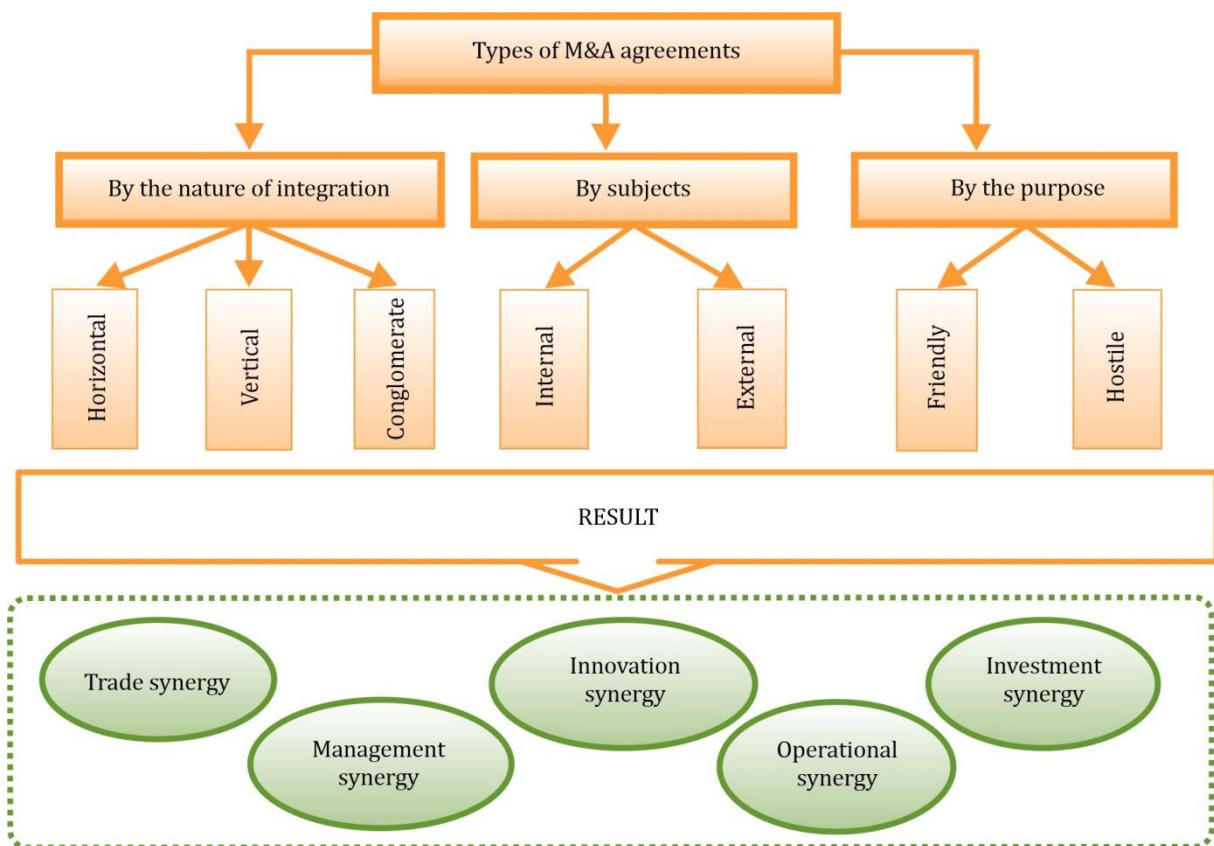 Types of M&A agreements
By the nature of integration
By subjects
By the purpose
Horizontal
Vertical
Conglomerate
Internal
External
Friendly
Hostile
RESULT
Trade synergy
Management
synergy
Innovation
synergy
Operational
synergy
Investment
synergy